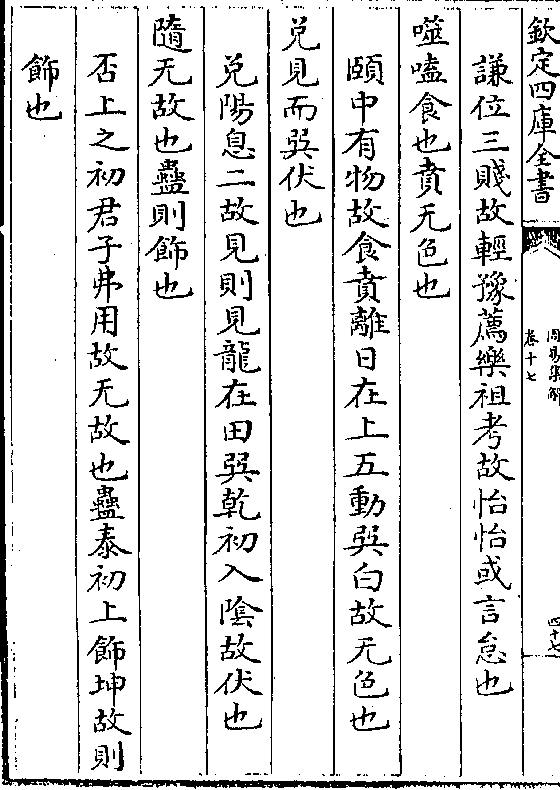 欽定四庫全書
周易集解
卷十七
四十七
謙位三賤故輕豫薦樂祖考故怡怡或言怠也
噬嗑食也賁无色也
頤中有物故食賁離日在上五動巽白故无色也
兌見而巽伏也
兌陽息二故見則見龍在田巽乾初入陰故伏也
隨无故也蠱則飾也
否上之初君子弗用故无故也蠱泰初上飾坤故則
飾也